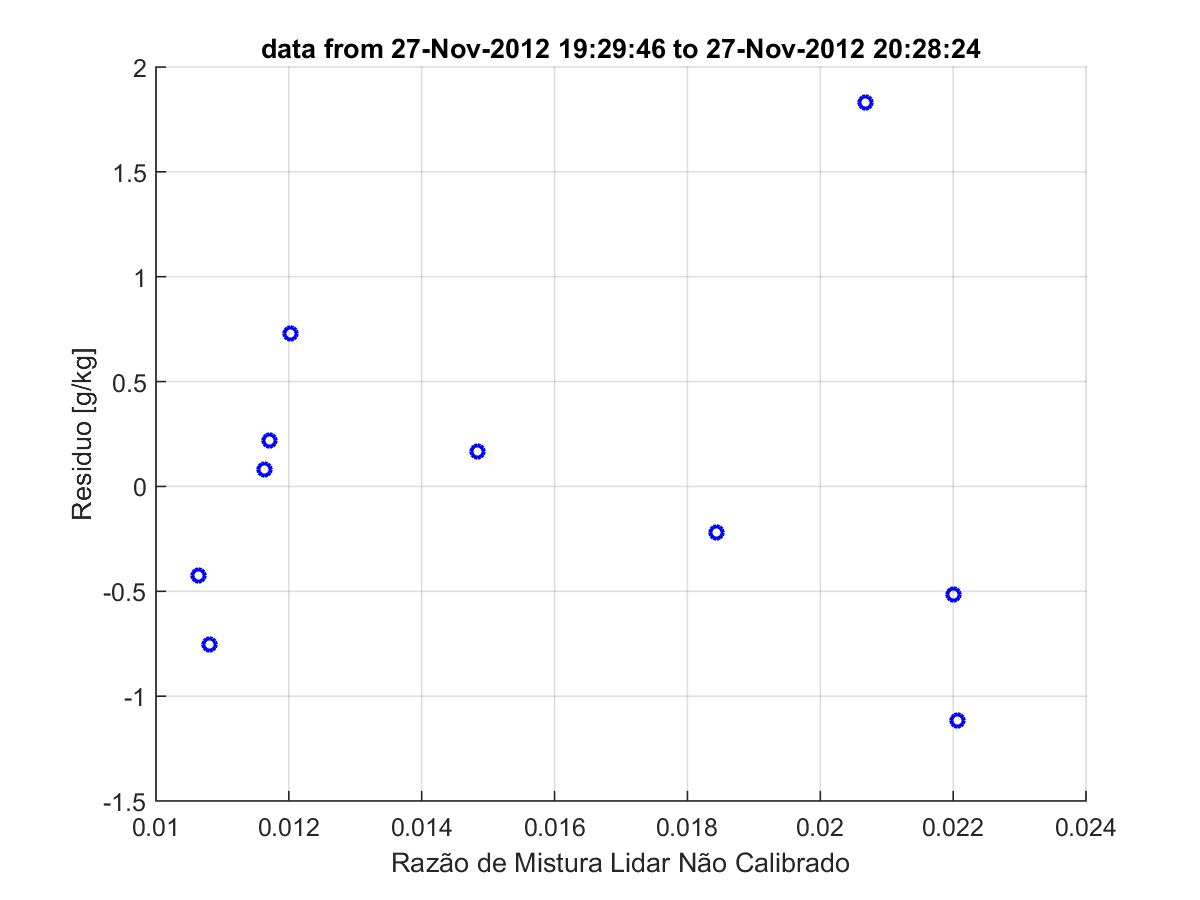 data from 27-Nov-2012 19:29:46 to 27-Nov-2012 20:28:24
2
1.5
1
0.5
0
-0.5
-1
-1.5
Residuo [g/kg]
0.01 0.012 0.014 0.016 0.018 0.02 0.022 0.024
Razão de Mistura Lidar Não Calibrado